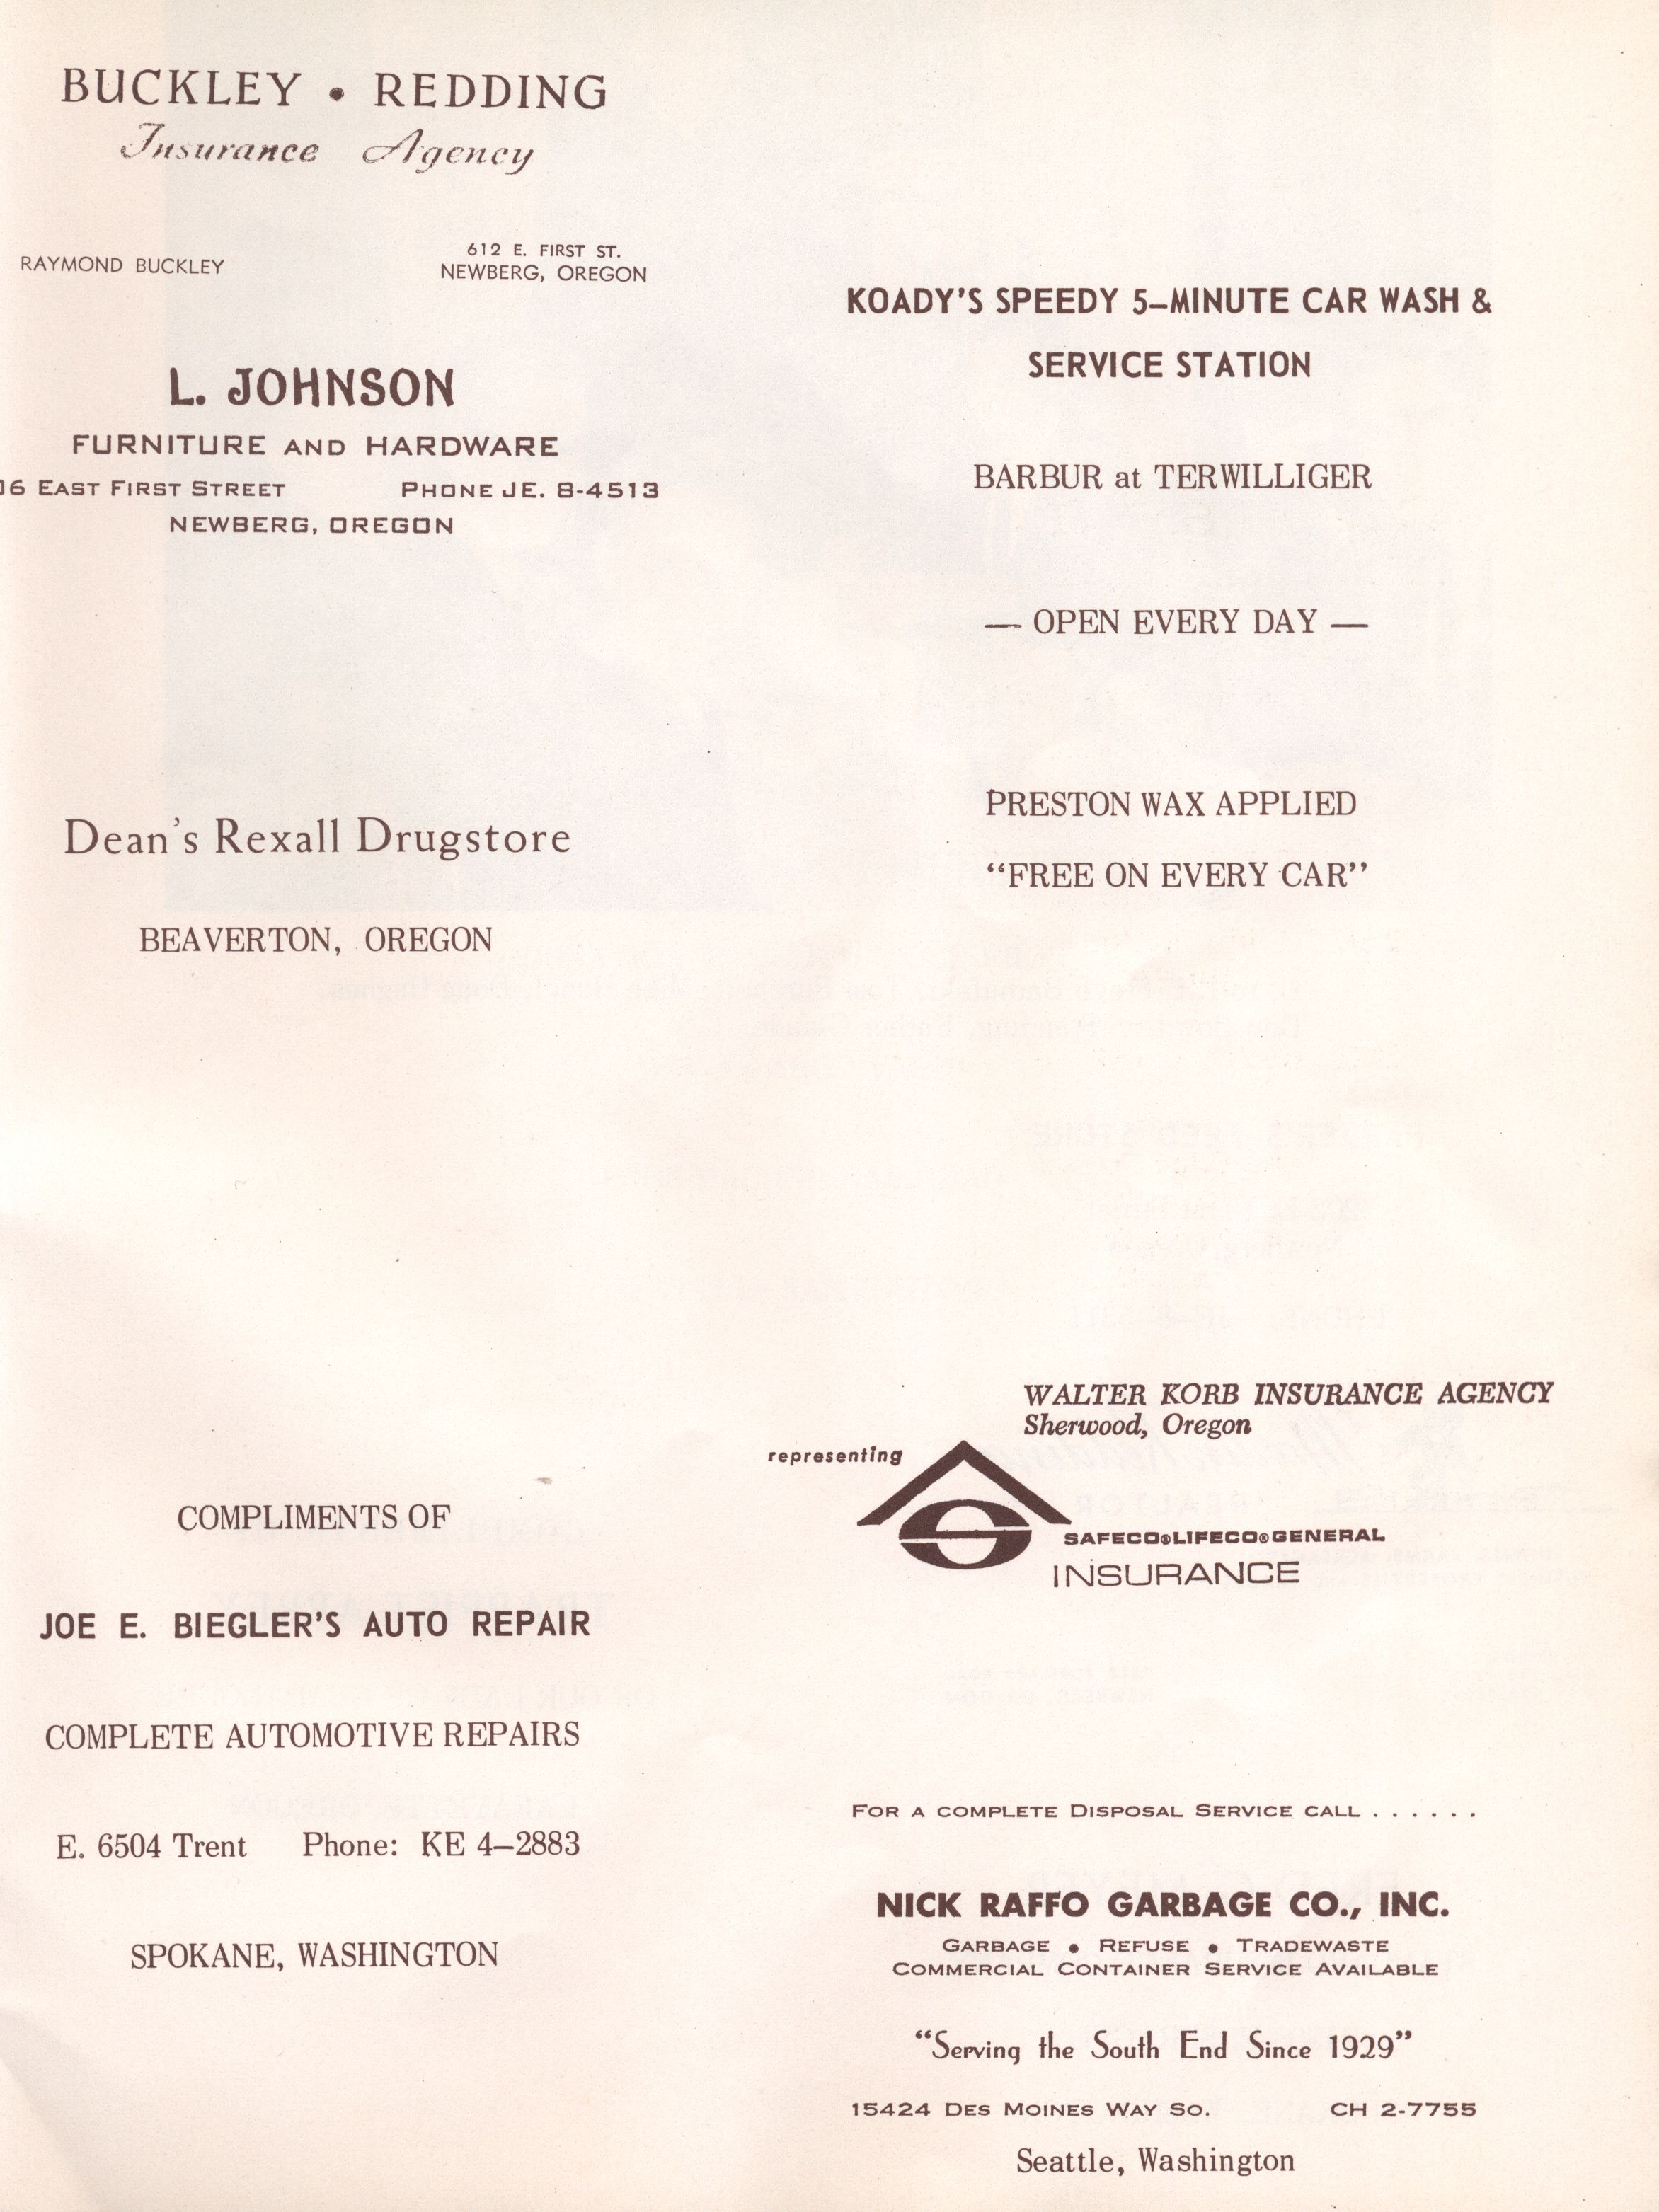 BUCKLEY • REDDING
Insurance Agency
RAYMOND BUCKLEY
612 E. FIRST ST.
NEWBERG, OREGON
L. JOHNSON
FURNITURE AND HARDWARE
EAST FIRST STREET PHONE JE. 8-4513
NEWBERG, OREGON
Dean's Rexall Drugstore
BEAVERTON, OREGON
COMPLIMENTS OF
JOE E. BIEGLER'S AUTO REPAIR
COMPLETE AUTOMOTIVE REPAIRS
E. 6504 Trent Phone: KE 4–2883
SPOKANE, WASHINGTON
KOADY'S SPEEDY 5–MINUTE CAR WASH &
SERVICE STATION
BARBUR at TERWILLIGER
— OPEN EVERY DAY —
PRESTON WAX APPLIED
“FREE ON EVERY CAR”
WALTER KORB INSURANCE AGENCY
Sherwood, Oregon
representing
SAFECO®LIFECO®GENERAL
INSURANCE
FOR A COMPLETE DISPOSAL SERVICE CALL . . . . . .
NICK RAFFO GARBAGE CO., INC.
GARBAGE • REFUSE • TRADEWASTE
COMMERCIAL CONTAINER SERVICE AVAILABLE
“Serving the South End Since 1929”
15424 DES MOINES WAY SO. CH 2-7755
Seattle, Washington